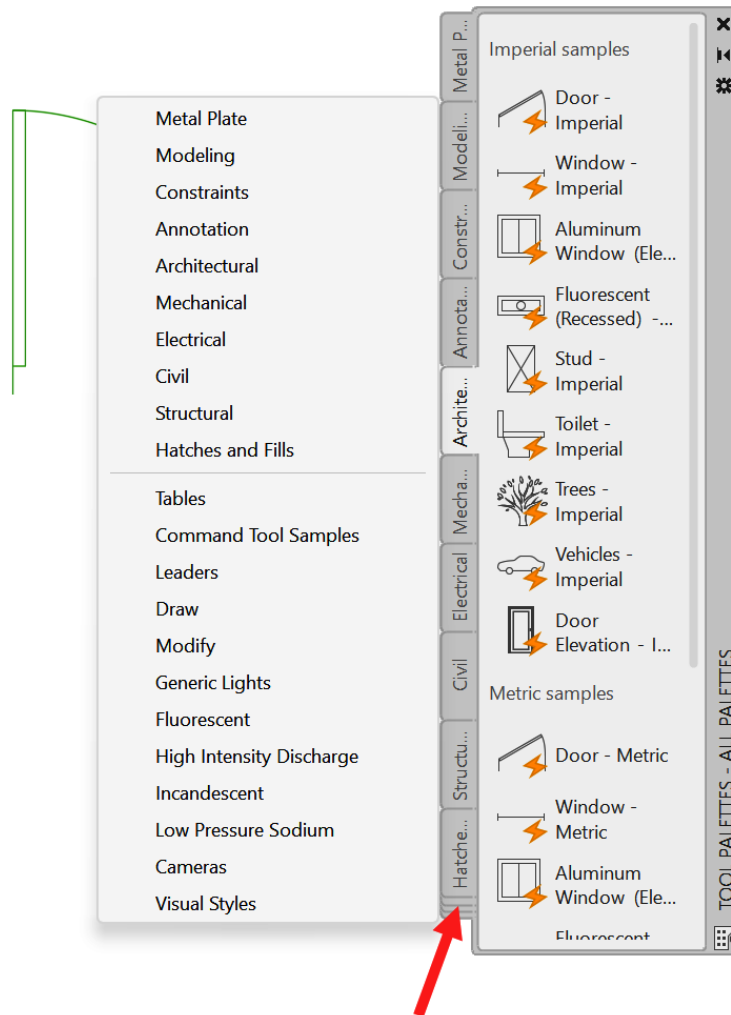 Metal Plate
Modeling
Constraints
Annotation
Architectural
Mechanical
Electrical
Civil
Structural
Hatches and Fills
Tables
Command Tool Samples
Leaders
Draw
Modify
Generic Lights
Fluorescent
High Intensity Discharge
Incandescent
Low Pressure Sodium
Cameras
Visual Styles
Metal P...
Modeli...
Constr...
Annota...
Archite...
Mecha...
Electrical
Civil
Structu...
Hatche...
Imperial samples
Door -
Imperial
Window -
Imperial
Aluminum
Window (Ele...
Fluorescent
(Recessed) -...
Stud -
Imperial
Toilet -
Imperial
Trees -
Imperial
Vehicles -
Imperial
Door
Elevation - I...
Metric samples
Door - Metric
Window -
Metric
Aluminum
Window (Ele...
Fluorescent
TOOL PALETTES - ALL PALETTES